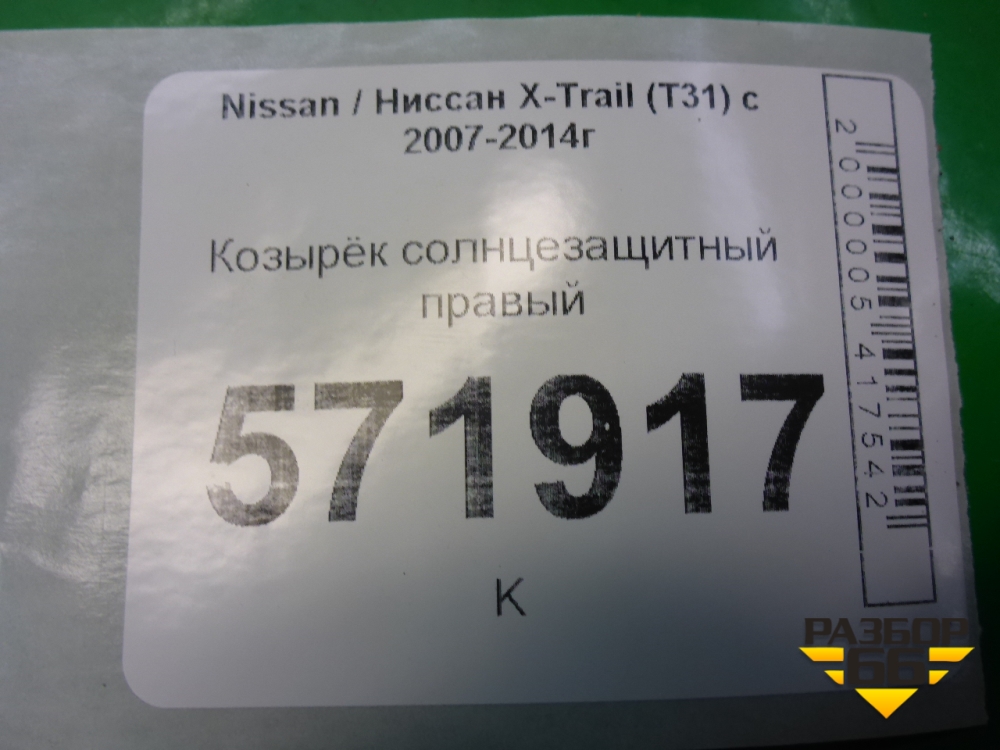 Nissan / Ниссан X-Trail (T31) с
2007-2014г
Козырёк солнцезащитный
правый
571917
К
2000005417542
РАЗБОР
66